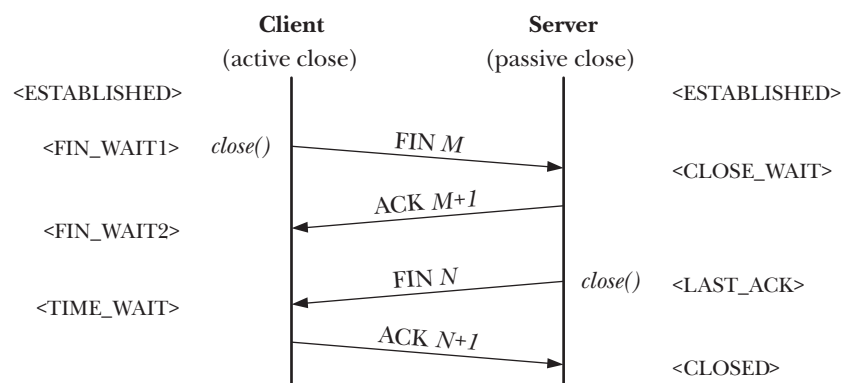 Client Server
(active close) (passive close)
<ESTABLISHED> <ESTABLISHED>
<FIN_WAIT1> close() FIN M
<CLOSE_WAIT>
ACK M+1
<FIN_WAIT2>
FIN N close() <LAST_ACK>
<TIME_WAIT>
ACK N+1
<CLOSED>